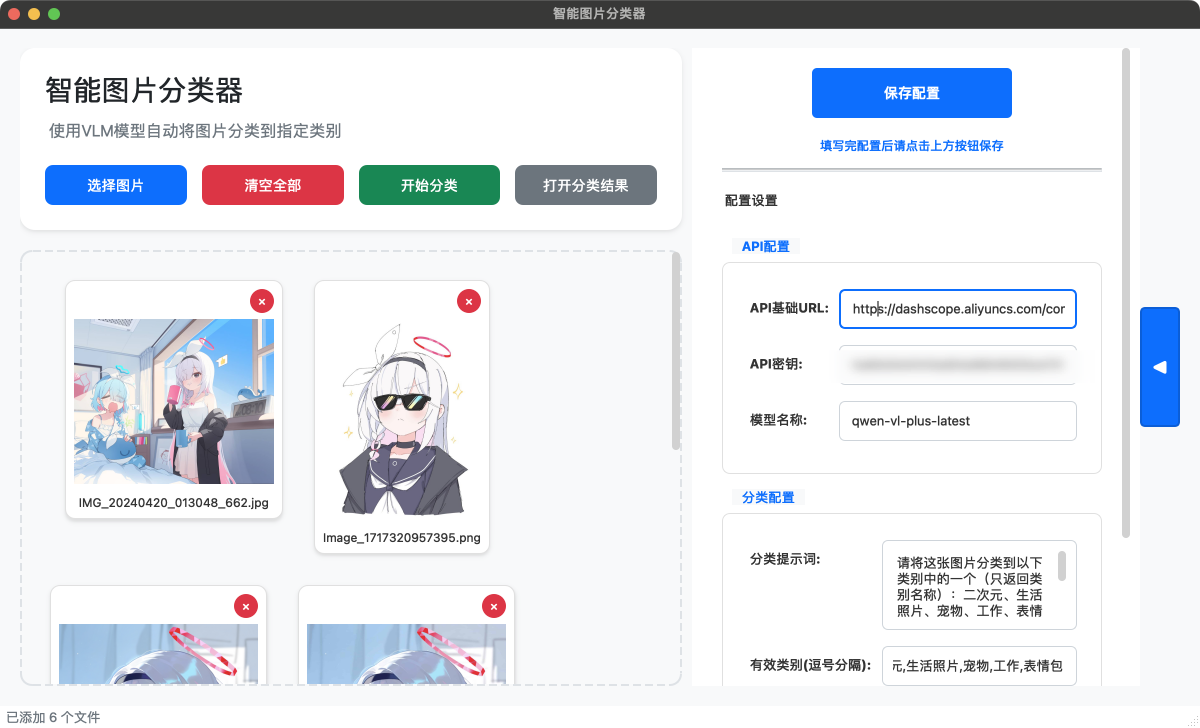 智能图片分类器
智能图片分类器
使用VLM模型自动将图片分类到指定类别
选择图片
清空全部
开始分类
打开分类结果
IMG_20240420_013048_662.jpg
Image_1717320957395.png
保存配置
填写完配置后请点击上方按钮保存
配置设置
API配置
API基础URL:
https://dashscope.aliyuncs.com/cor
API密钥:
模型名称:
qwen-vl-plus-latest
分类配置
分类提示词:
请将这张图片分类到以下
类别中的一个（只返回类
别名称）：二次元、生活
照片、宠物、工作、表情
有效类别(逗号分隔):
元,生活照片,宠物,工作,表情包
已添加 6 个文件